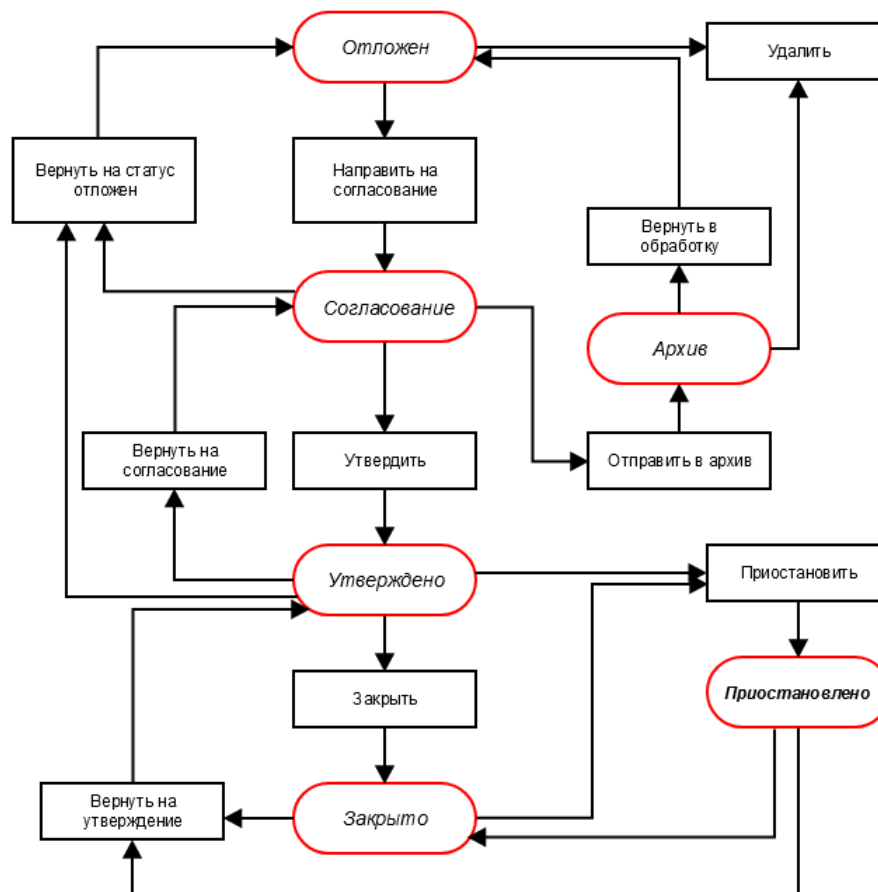 Отложен
Удалить
Вернуть на статус
отложен
Направить на
согласование
Вернуть в
обработку
Согласование
Архив
Вернуть на
согласование
Утвердить
Отправить в архив
Утверждено
Приостановить
Закрыть
Приостановлено
Вернуть на
утверждение
Закрыто